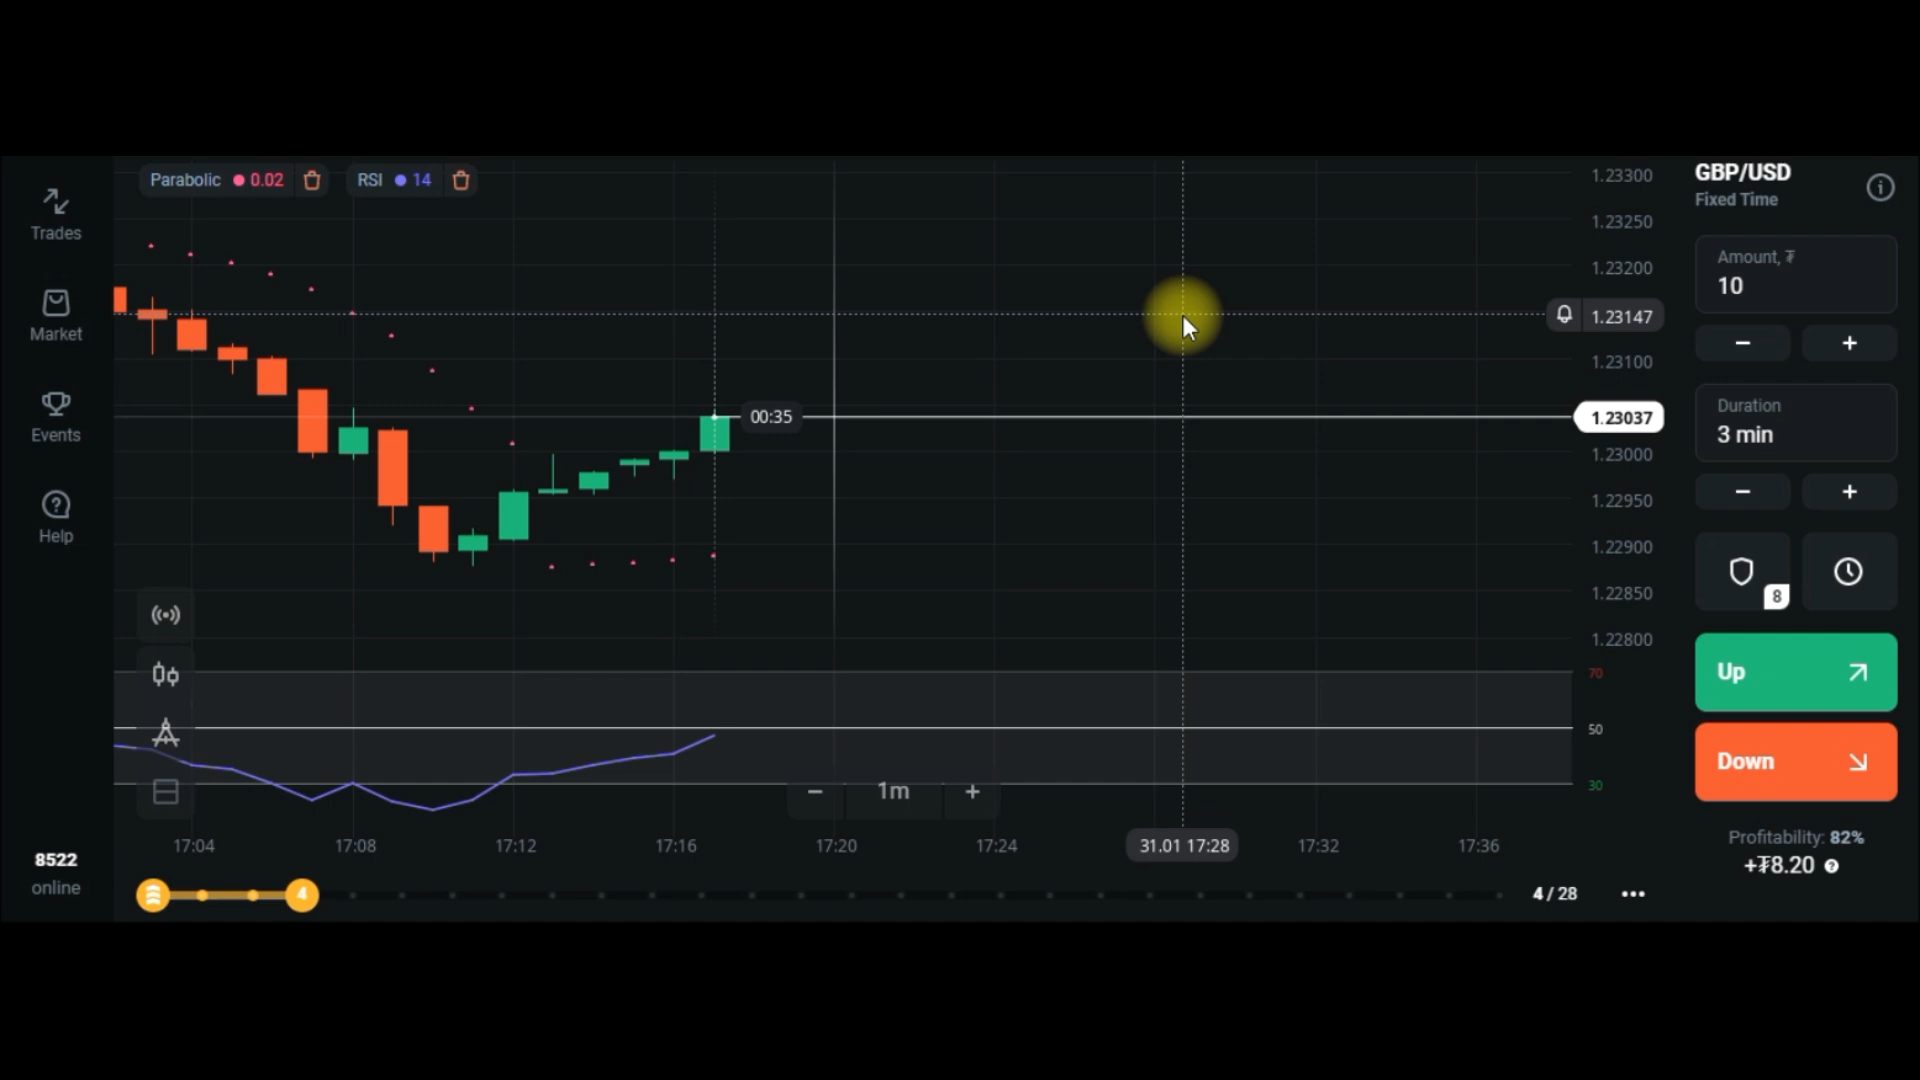 Parabolic 0.02
RSI 14
Trades
Market
Events
Help
8522
online
1.23300
1.23250
1.23200
1.23147
1.23100
1.23037
1.23000
1.22950
1.22900
1.22850
1.22800
70
50
30
00:35
1m
17:04 17:08 17:12 17:16 17:20 17:24 31.01 17:28 17:32 17:36
4
4 / 28
GBP/USD
Fixed Time
Amount, ₮
10
Duration
3 min
8
Up
Down
Profitability: 82%
+₮8.20